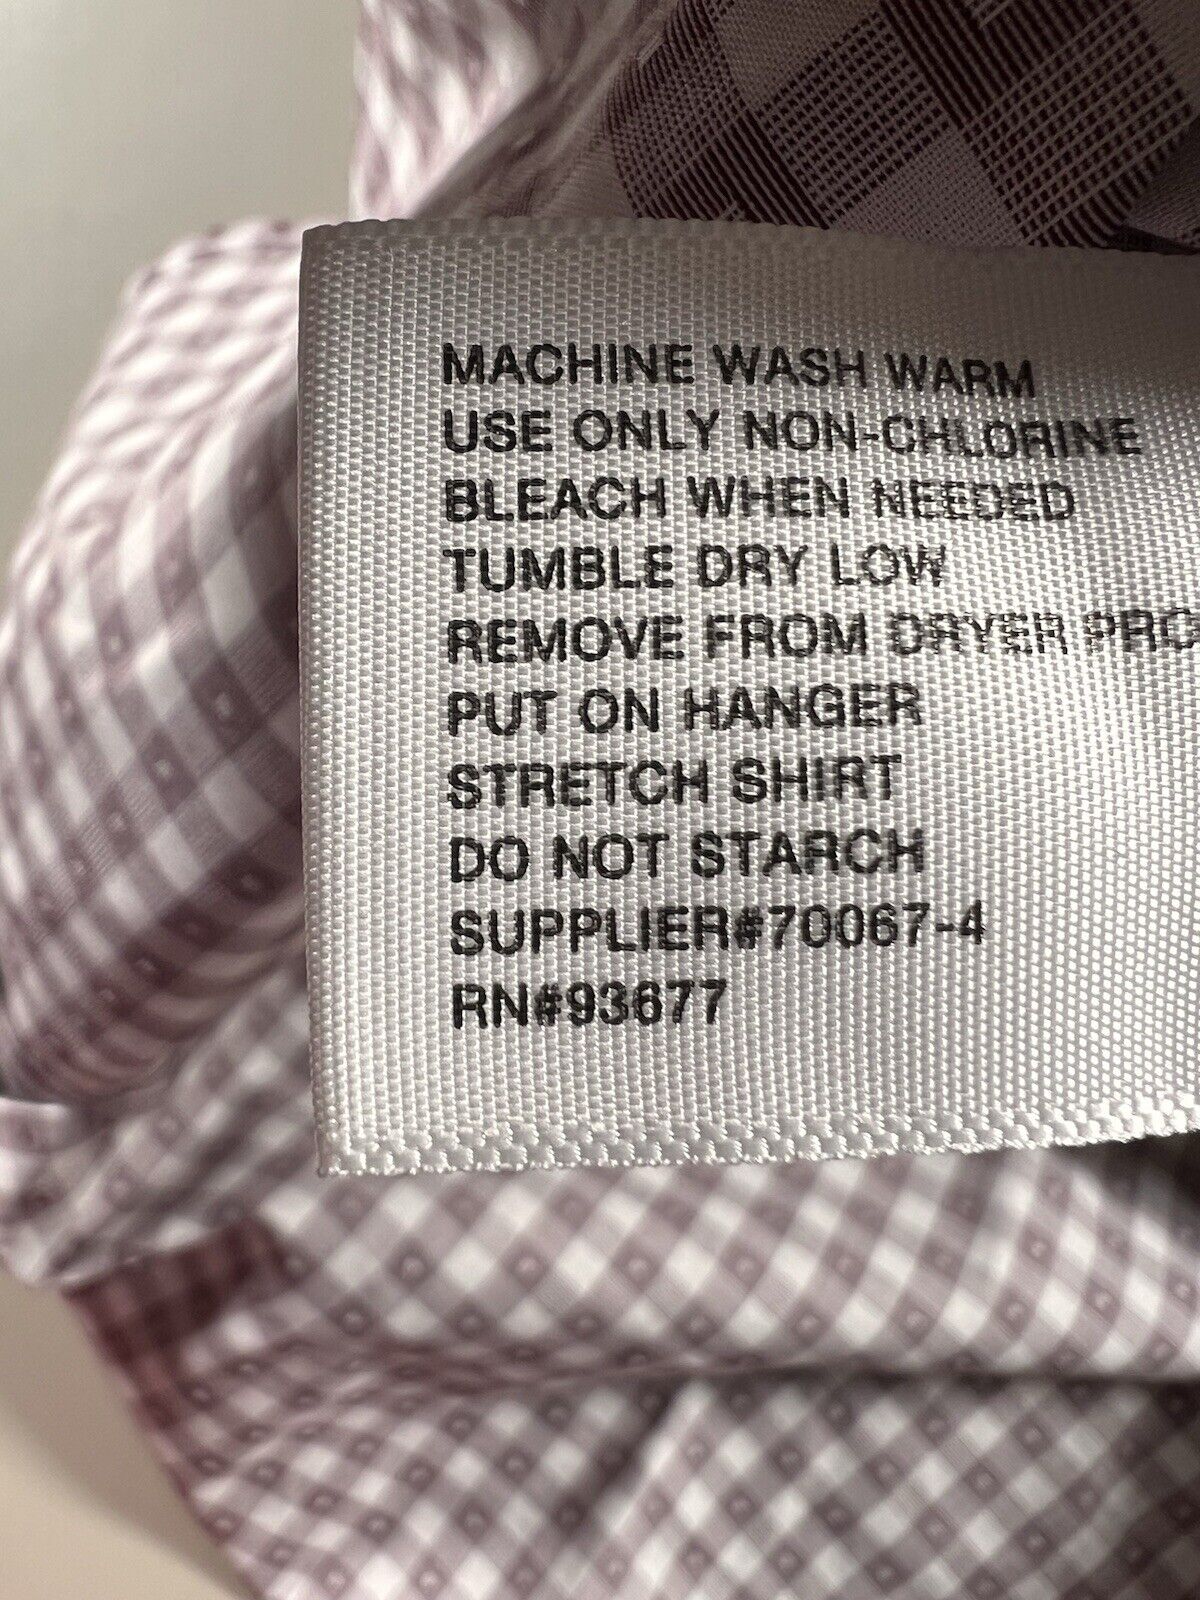 MACHINE WASH WARM
USE ONLY NON-CHLORINE
BLEACH WHEN NEEDED
TUMBLE DRY LOW
REMOVE FROM DRYER
PUT ON HANGER
STRETCH SHIRT
DO NOT STARCH
SUPPLIER#70067-4
RN#93677